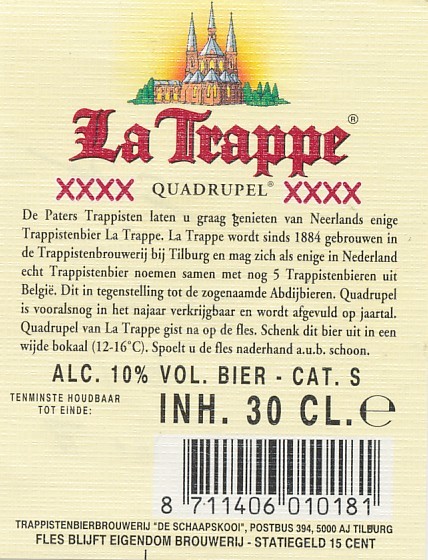 La Trappe®
XXXX QUADRUPEL® XXXX
De Paters Trappisten laten u graag genieten van Neerlands enige
Trappistenbier La Trappe. La Trappe wordt sinds 1884 gebrouwen in
de Trappistenbrouwerij bij Tilburg en mag zich als enige in Nederland
echt Trappistenbier noemen samen met nog 5 Trappistenbieren uit
België. Dit in tegenstelling tot de zogenaamde Abdijbieren. Quadrupel
is vooralsnog in het najaar verkrijgbaar en wordt afgevuld op jaartal.
Quadrupel van La Trappe gist na op de fles. Schenk dit bier uit in een
wijde bokaal (12-16°C). Spoelt u de fles naderhand a.u.b. schoon.
ALC. 10% VOL. BIER - CAT. S
TENMINSTE HOUDBAAR
TOT EINDE:
INH. 30 CL. ℮
8 711406 010181
TRAPPISTENBIERBROUWERIJ "DE SCHAAPSKOOI", POSTBUS 394, 5000 AJ TILBURG
FLES BLIJFT EIGENDOM BROUWERIJ - STATIEGELD 15 CENT